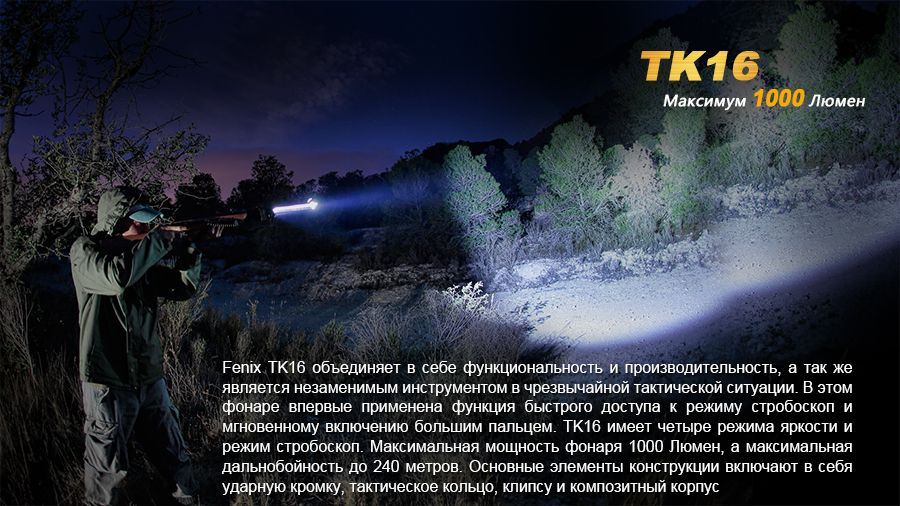 TK16
Максимум 1000 Люмен
Fenix TK16 объединяет в себе функциональность и производительность, а так же
является незаменимым инструментом в чрезвычайной тактической ситуации. В этом
фонаре впервые применена функция быстрого доступа к режиму стробоскоп и
мгновенному включению большим пальцем. TK16 имеет четыре режима яркости и
режим стробоскоп. Максимальная мощность фонаря 1000 Люмен, а максимальная
дальнобойность до 240 метров. Основные элементы конструкции включают в себя
ударную кромку, тактическое кольцо, клипсу и композитный корпус